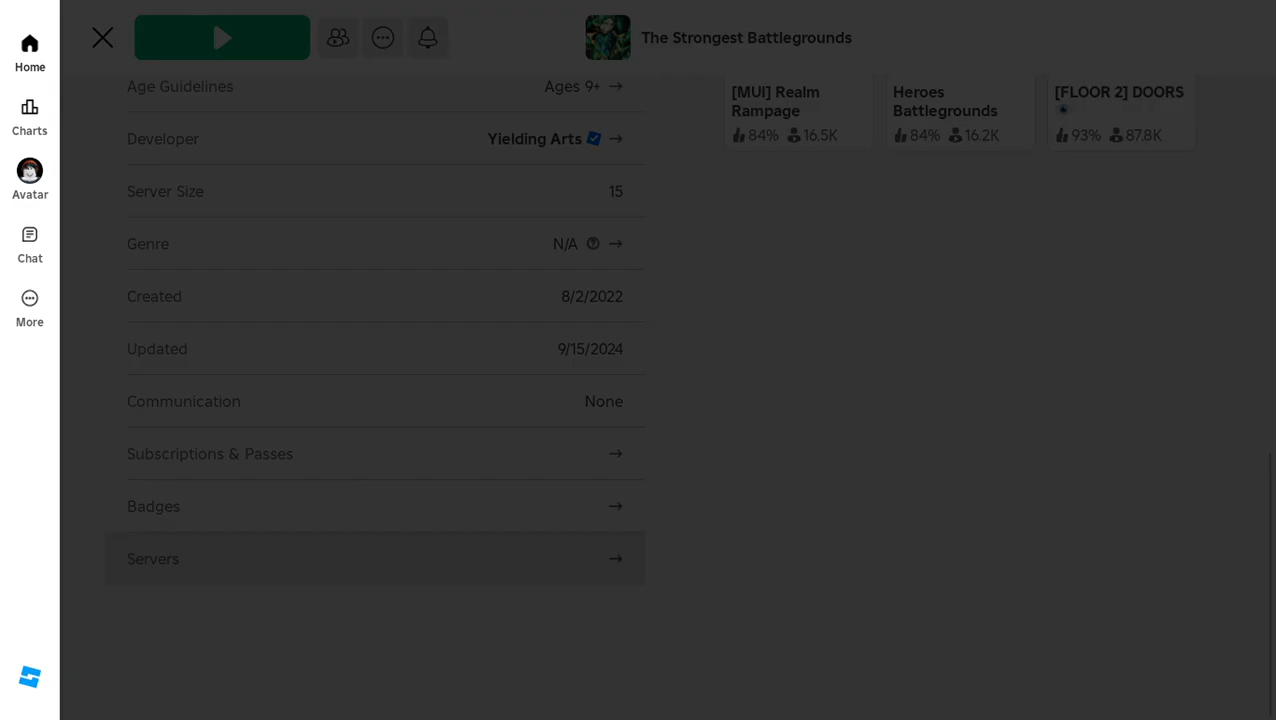 Home
Charts
Avatar
Chat
More
The Strongest Battlegrounds
Age Guidelines Ages 9+
Developer Yielding Arts
Server Size 15
Genre N/A
Created 8/2/2022
Updated 9/15/2024
Communication None
Subscriptions & Passes
Badges
Servers
[MUI] Realm
Rampage
84% 16.5K
Heroes
Battlegrounds
84% 16.2K
[FLOOR 2] DOORS
93% 87.8K